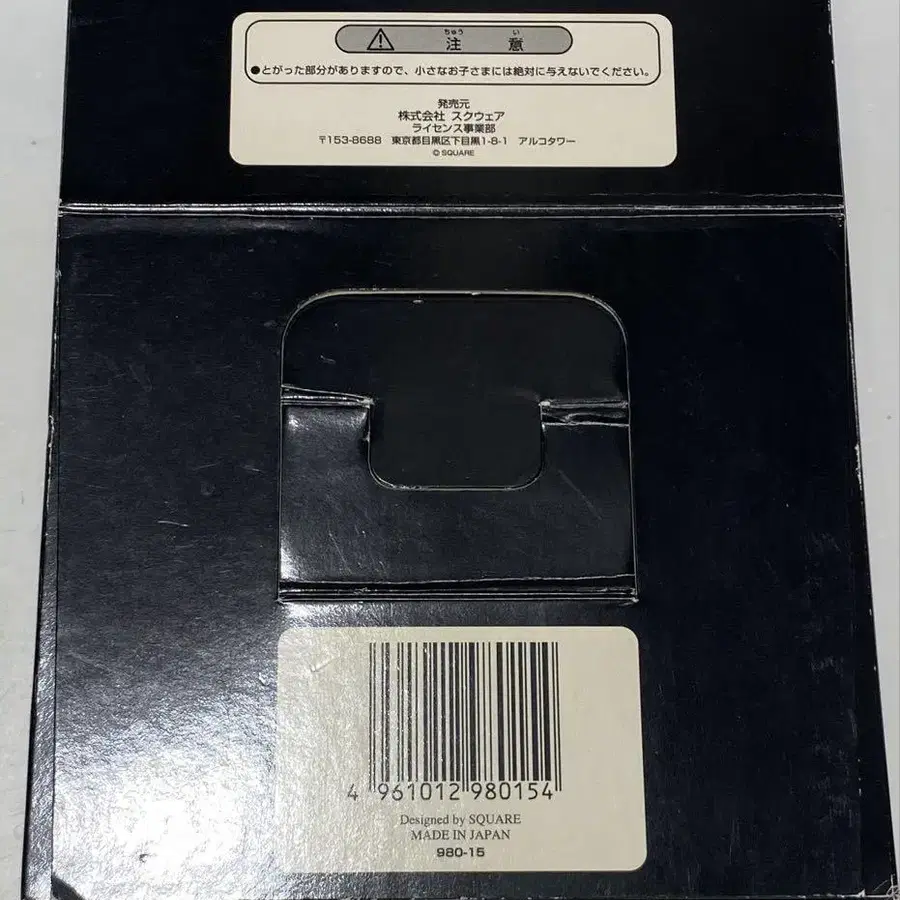 ちゅう い
注 意
●とがった部分がありますので、小さなお子さまには絶対に与えないでください。
発売元
株式会社 スクウェア
ライセンス事業部
〒153-8688 東京都目黒区下目黒1-8-1 アルコタワー
© SQUARE
4 961012 980154
Designed by SQUARE
MADE IN JAPAN
980-15